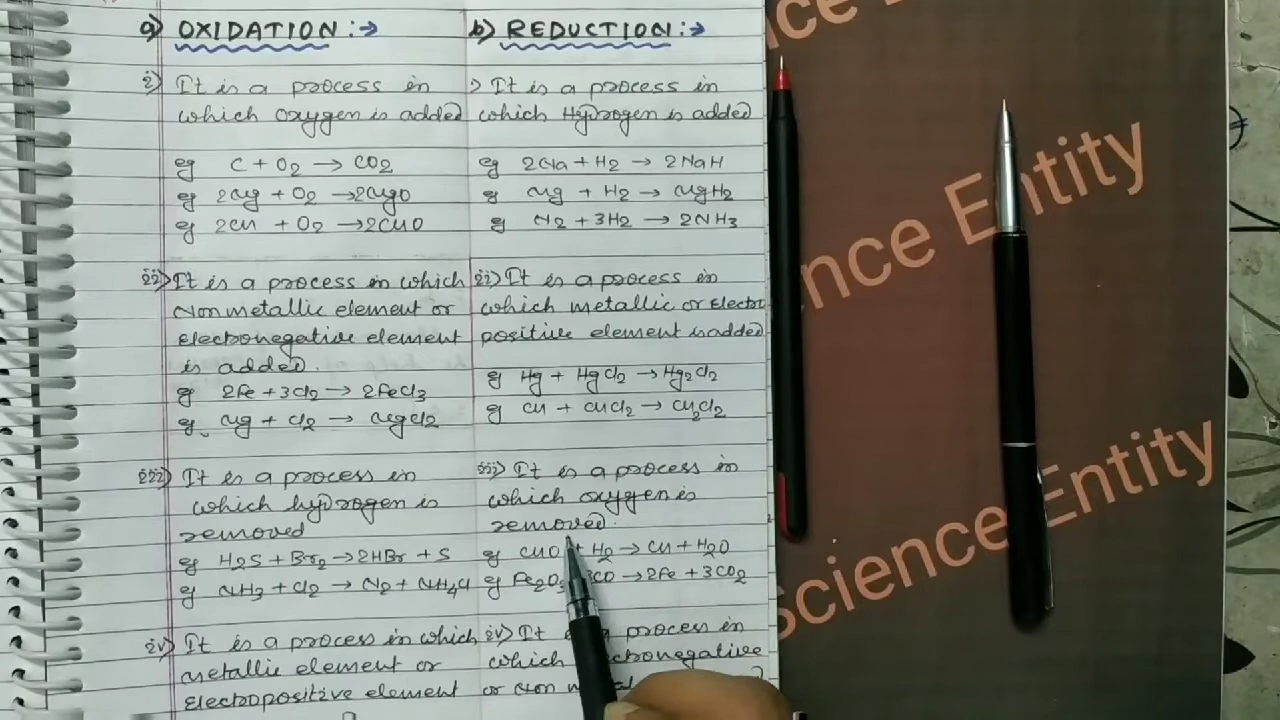 a) OXIDATION :→
i) It is a process in
which oxygen is added
eg C + O2 → CO2
eg 2Mg + O2 → 2MgO
eg 2Cu + O2 → 2CuO
ii) It is a process in which
Nonmetallic element or
Electronegative element
is added.
eg 2Fe + 3Cl2 → 2FeCl3
eg. Mg + Cl2 → MgCl2
iii) It is a process in
which hydrogen is
removed
eg H2S + Br2 → 2HBr + S
eg NH3 + Cl2 → N2 + NH4Cl
iv) It is a process in which
metallic element or
Electropositive element
b) REDUCTION :→
i) It is a process in
which Hydrogen is added
eg 2Na + H2 → 2NaH
eg Mg + H2 → MgH2
eg N2 + 3H2 → 2NH3
ii) It is a process in
which metallic or Electro
positive element is added
eg Hg + HgCl2 → Hg2Cl2
eg Cu + CuCl2 → Cu2Cl2
iii) It is a process in
which oxygen is
removed.
eg CuO + H2 → Cu + H2O
eg Fe2O3 3CO → 2Fe + 3CO2
iv) It a process in
which
or Non
ce Entity
nce Entity
Science Entity